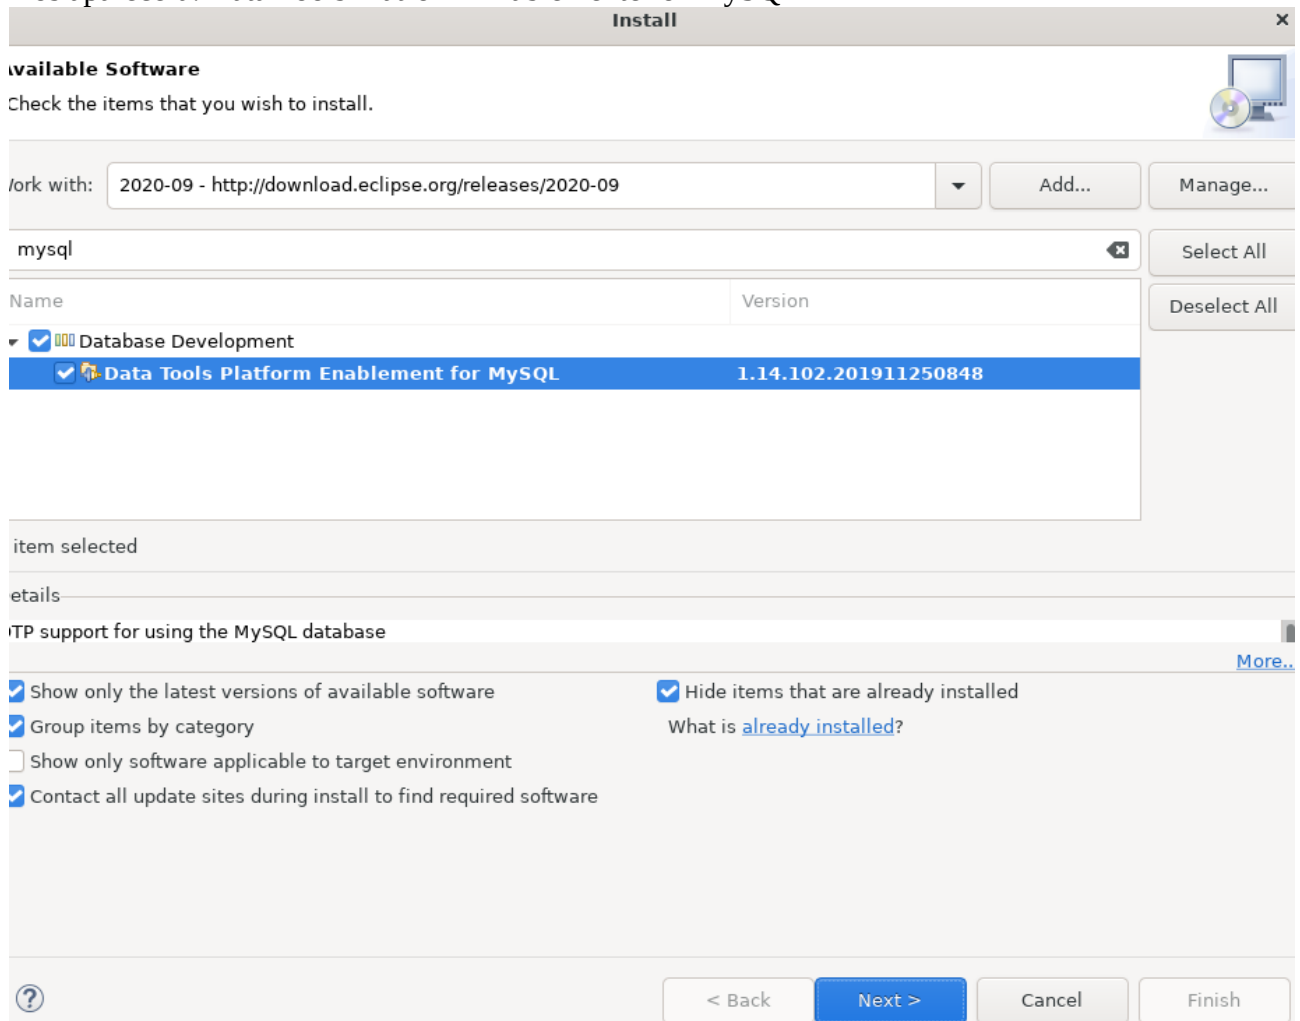 Install
Available Software
Check the items that you wish to install.
Work with: 2020-09 - http://download.eclipse.org/releases/2020-09 Add... Manage...
mysql Select All
Name Version Deselect All
Database Development
Data Tools Platform Enablement for MySQL 1.14.102.201911250848
item selected
etails
TP support for using the MySQL database
More..
Show only the latest versions of available software Hide items that are already installed
Group items by category What is already installed?
Show only software applicable to target environment
Contact all update sites during install to find required software
? < Back Next > Cancel Finish